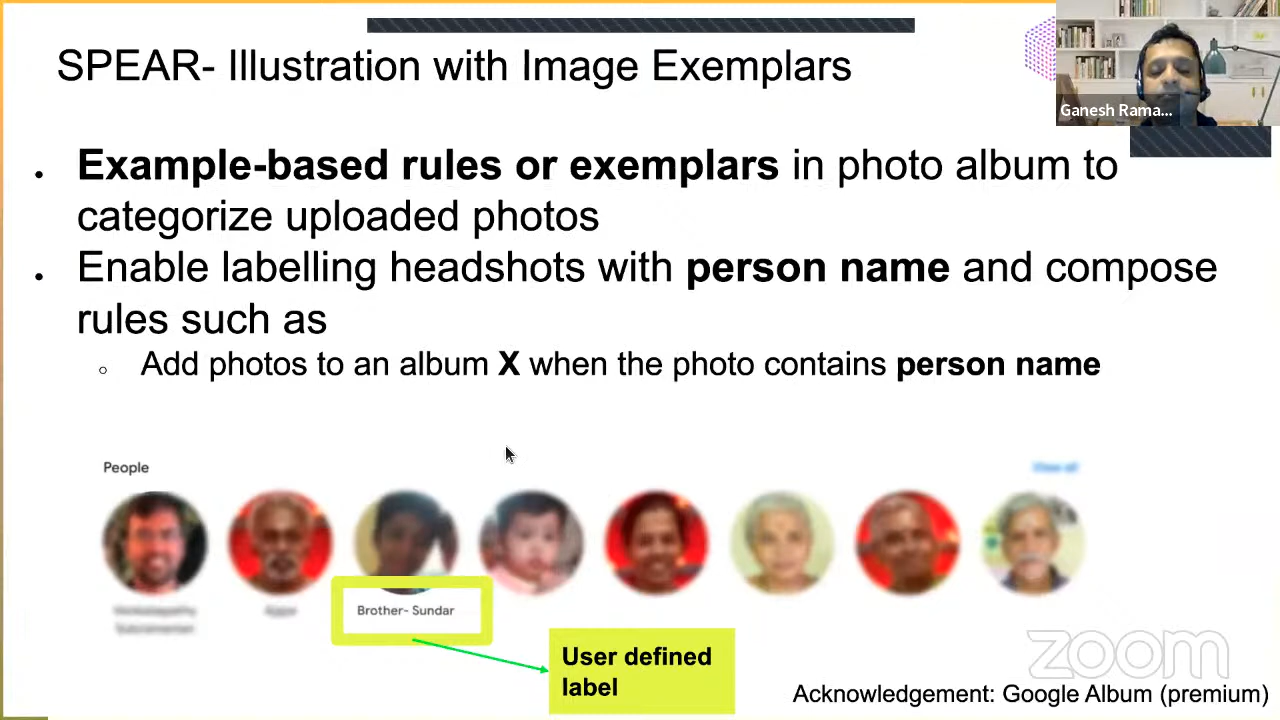 SPEAR- Illustration with Image Exemplars
Ganesh Rama...
Example-based rules or exemplars in photo album to
categorize uploaded photos
Enable labelling headshots with person name and compose
rules such as
Add photos to an album X when the photo contains person name
People
View all
Brother- Sundar
User defined
label
zoom
Acknowledgement: Google Album (premium)